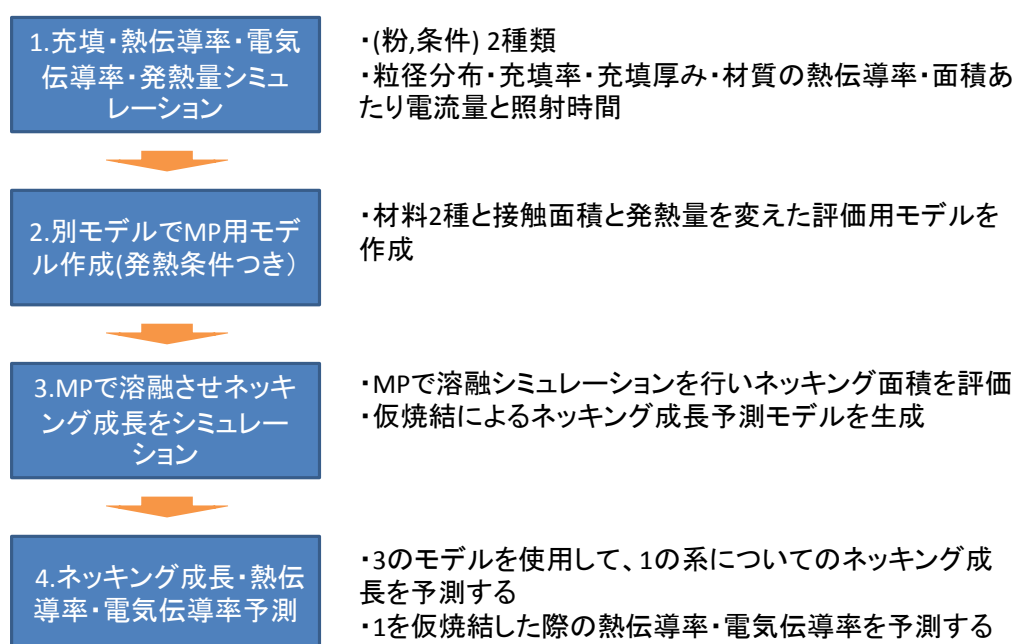 1.充填・熱伝導率・電気
伝導率・発熱量シミュ
レーション
・(粉,条件) 2種類
・粒径分布・充填率・充填厚み・材質の熱伝導率・面積あ
たり電流量と照射時間
2.別モデルでMP用モデ
ル作成(発熱条件つき）
・材料2種と接触面積と発熱量を変えた評価用モデルを
作成
3.MPで溶融させネッキ
ング成長をシミュレー
ション
・MPで溶融シミュレーションを行いネッキング面積を評価
・仮焼結によるネッキング成長予測モデルを生成
4.ネッキング成長・熱伝
導率・電気伝導率予測
・3のモデルを使用して、1の系についてのネッキング成
長を予測する
・1を仮焼結した際の熱伝導率・電気伝導率を予測する